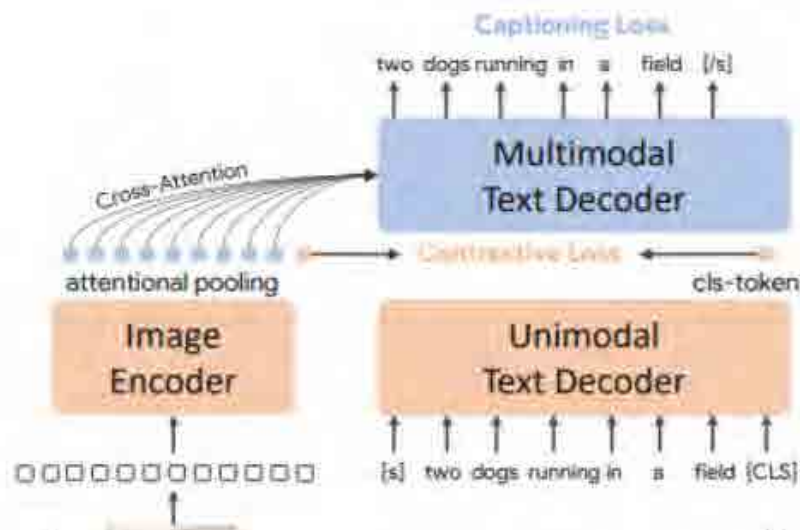 Captioning Loss
two dogs running in a field [/s]
Multimodal
Text Decoder
Cross-Attention
Contrastive Loss
attentional pooling
cls-token
Image
Encoder
Unimodal
Text Decoder
[s] two dogs running in a field [CLS]